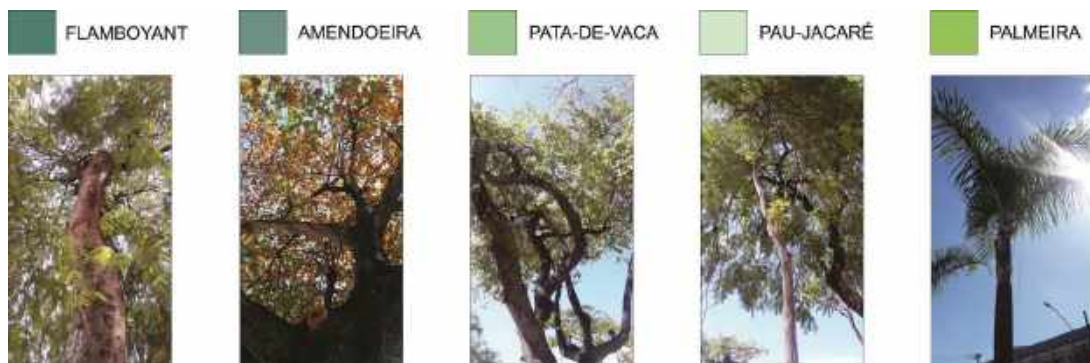 FLAMBOYANT
AMENDOEIRA
PATA-DE-VACA
PAU-JACARÉ
PALMEIRA